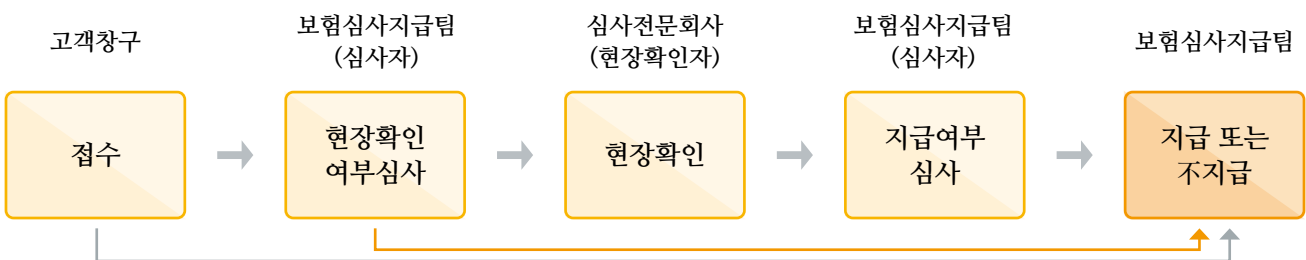 고객창구
보험심사지급팀
(심사자)
심사전문회사
(현장확인자)
보험심사지급팀
(심사자)
보험심사지급팀
접수
현장확인
여부심사
현장확인
지급여부
심사
지급 또는
不지급